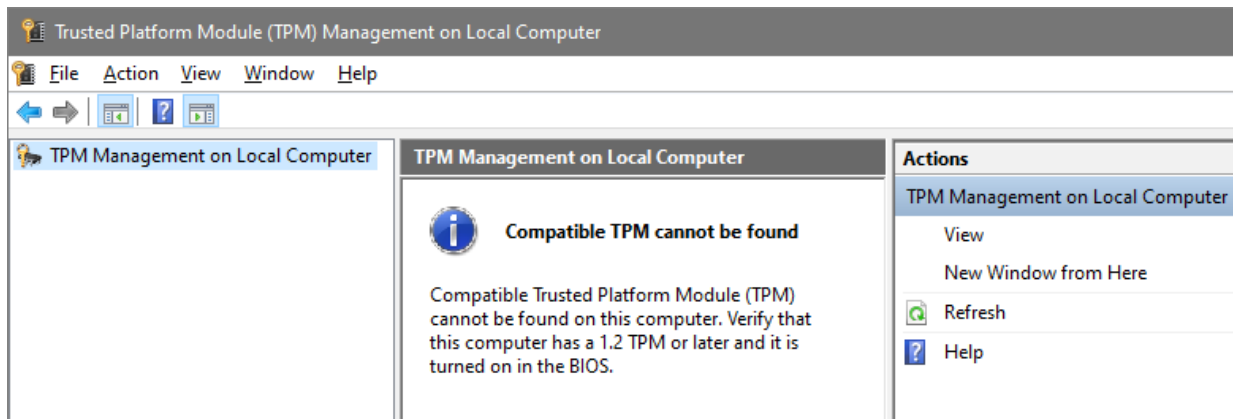 Trusted Platform Module (TPM) Management on Local Computer
File Action View Window Help
TPM Management on Local Computer
TPM Management on Local Computer
Compatible TPM cannot be found
Compatible Trusted Platform Module (TPM)
cannot be found on this computer. Verify that
this computer has a 1.2 TPM or later and it is
turned on in the BIOS.
Actions
TPM Management on Local Computer
View
New Window from Here
Refresh
Help